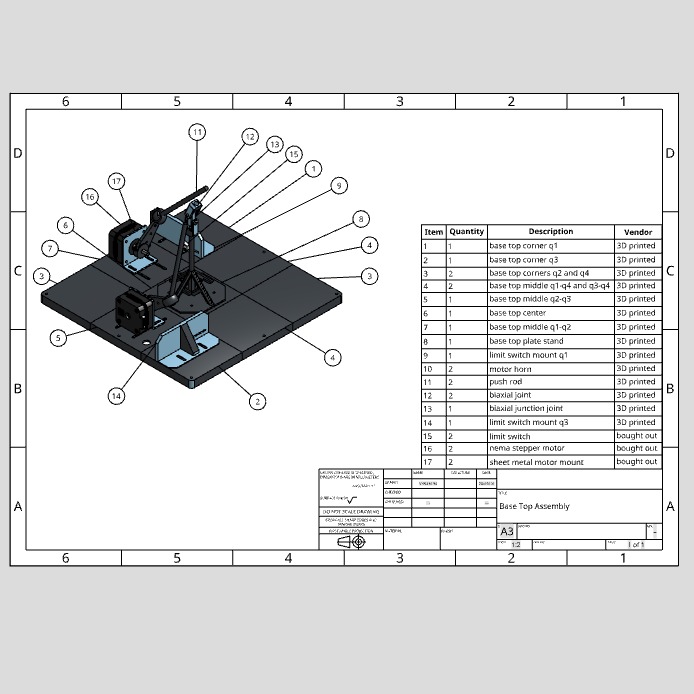 6 5 4 3 2 1
D D
C C
B B
A A
11
12
13
15
1
9
17
16
6
7
3
8
4
3
5
14
2
4
Item Quantity Description Vendor
1 1 base top corner q1 3D printed
2 1 base top corner q3 3D printed
3 2 base top corners q2 and q4 3D printed
4 2 base top middle q1-q4 and q3-q4 3D printed
5 1 base top middle q2-q3 3D printed
6 1 base top center 3D printed
7 1 base top middle q1-q2 3D printed
8 1 base top plate stand 3D printed
9 1 limit switch mount q1 3D printed
10 2 motor horn 3D printed
11 2 push rod 3D printed
12 2 biaxial joint 3D printed
13 1 biaxial junction joint 3D printed
14 1 limit switch mount q3 3D printed
15 2 limit switch bought out
16 2 nema stepper motor bought out
17 2 sheet metal motor mount bought out
DO NOT SCALE DRAWING
TITLE
Base Top Assembly
A3
1:2
1 of 1
6 5 4 3 2 1